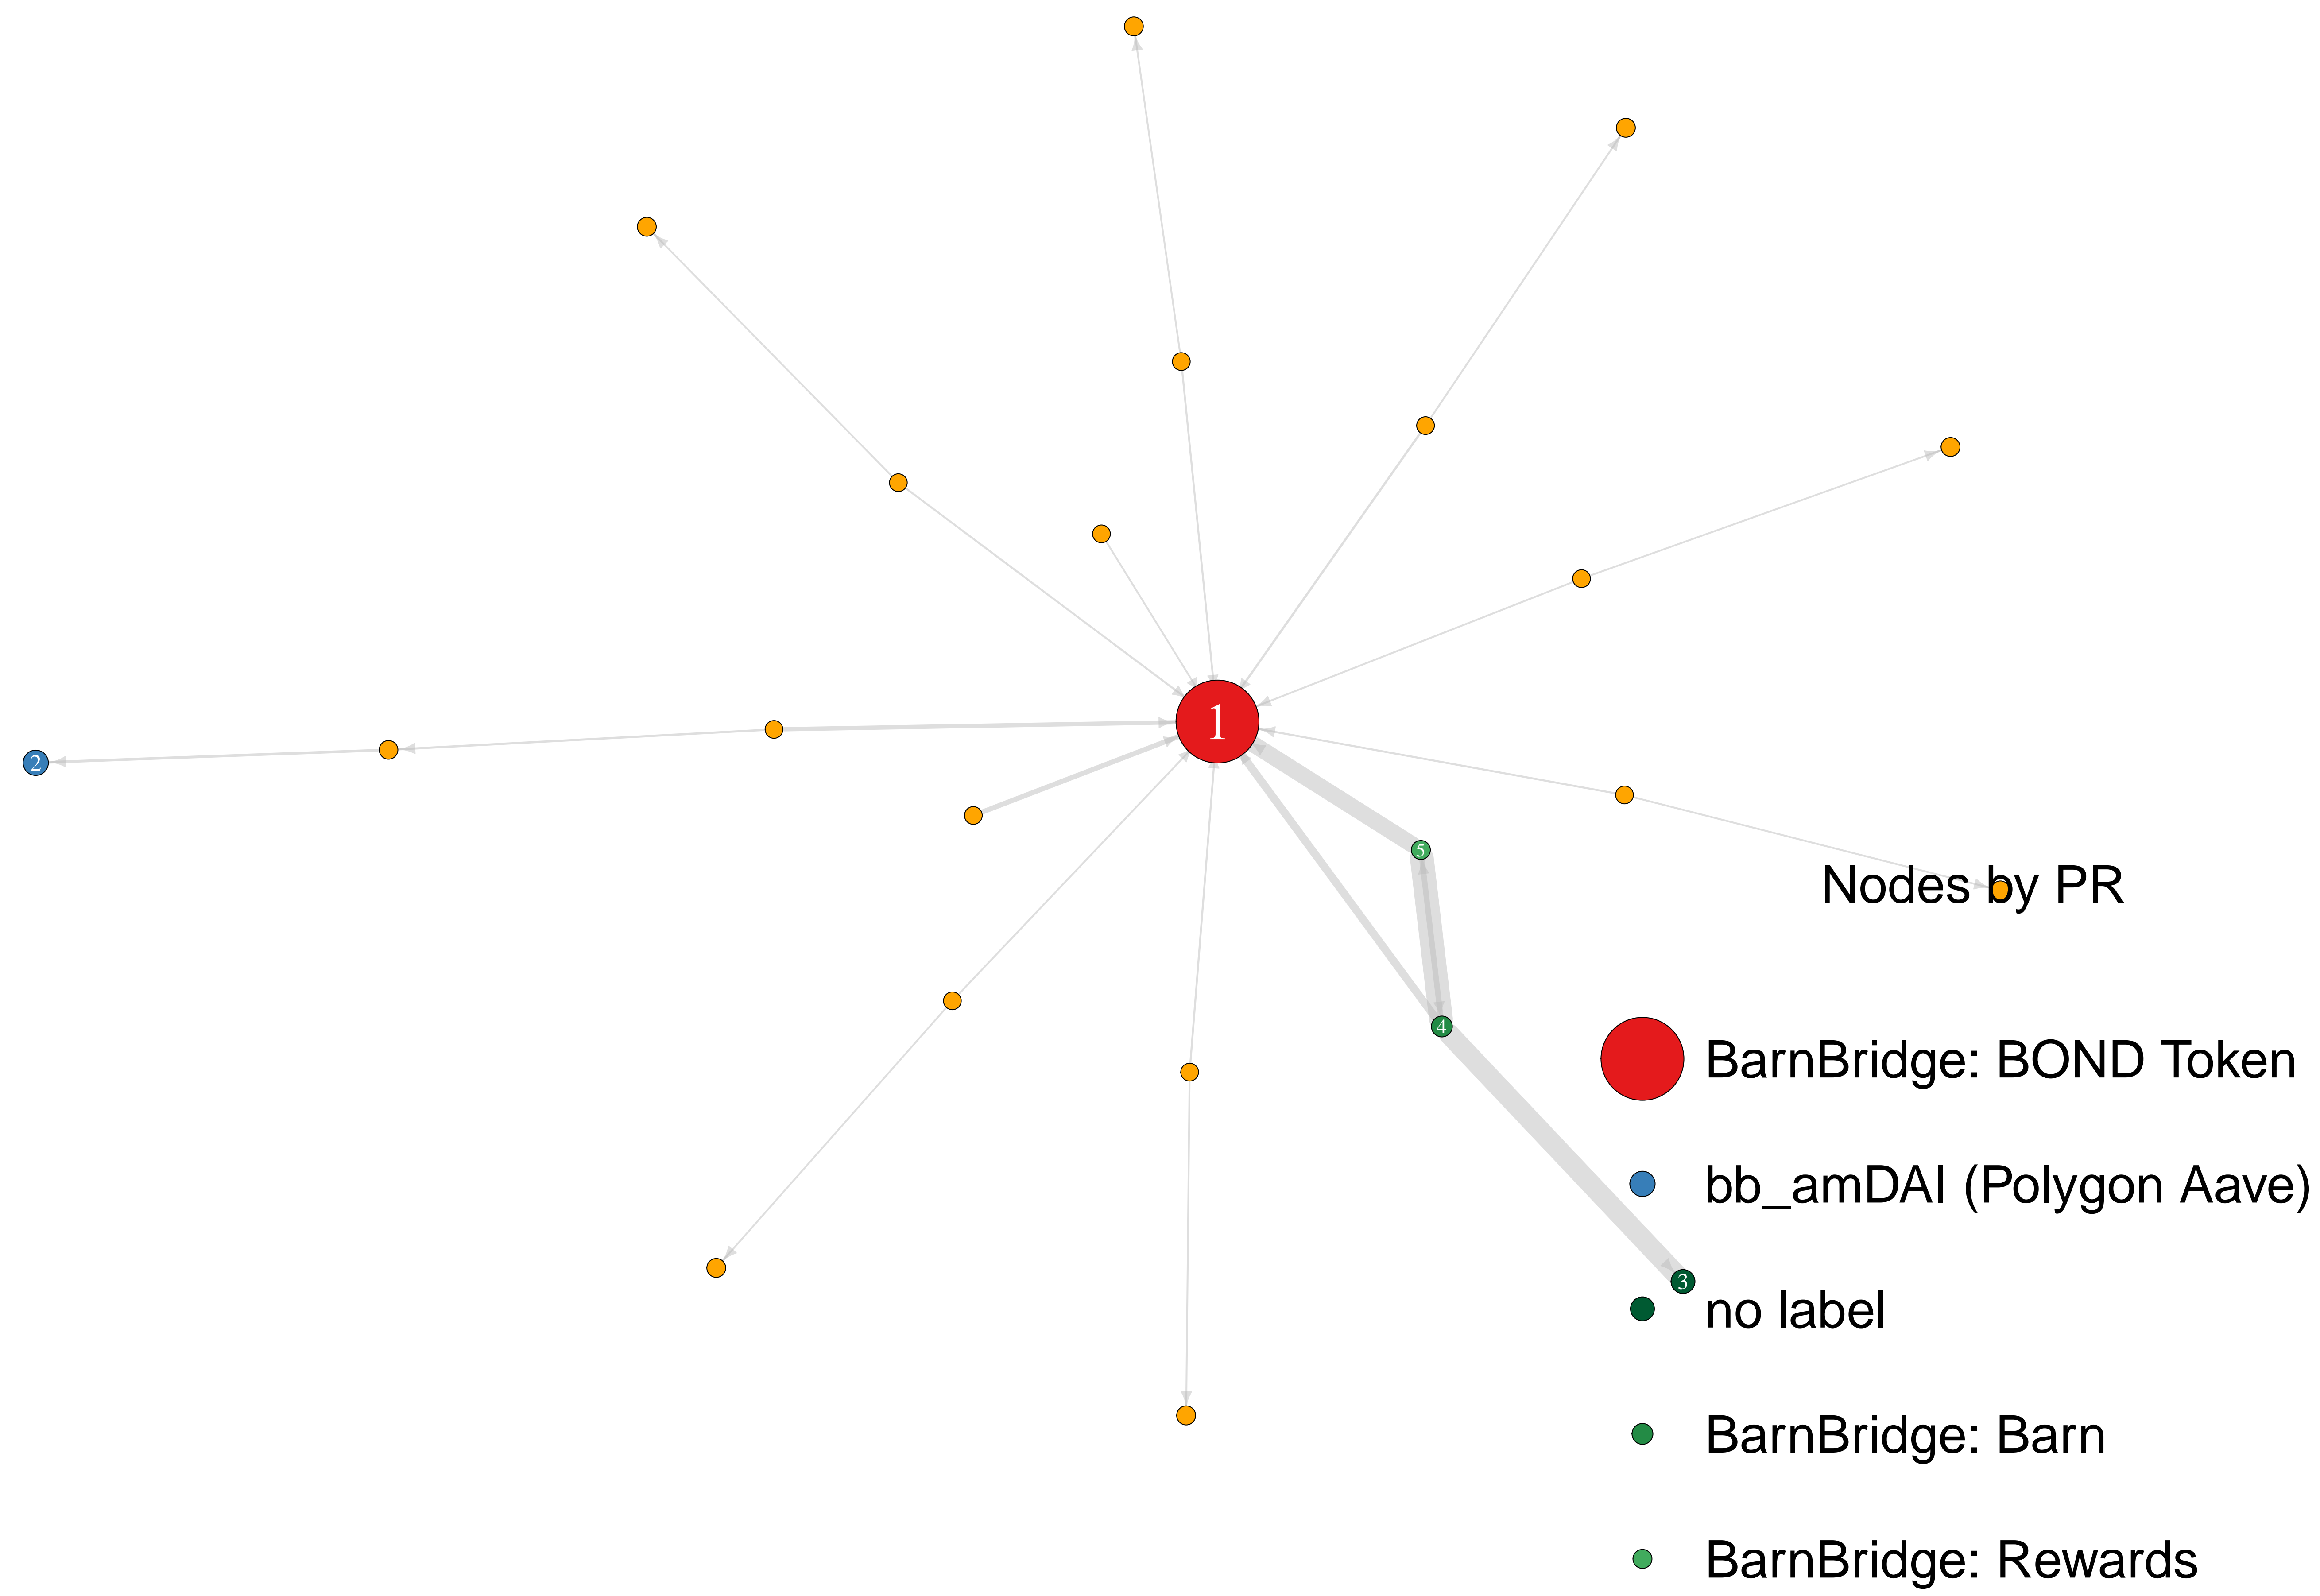 1
2
5
Nodes by PR
4
BarnBridge: BOND Token
bb_amDAI (Polygon Aave)
3
no label
BarnBridge: Barn
BarnBridge: Rewards